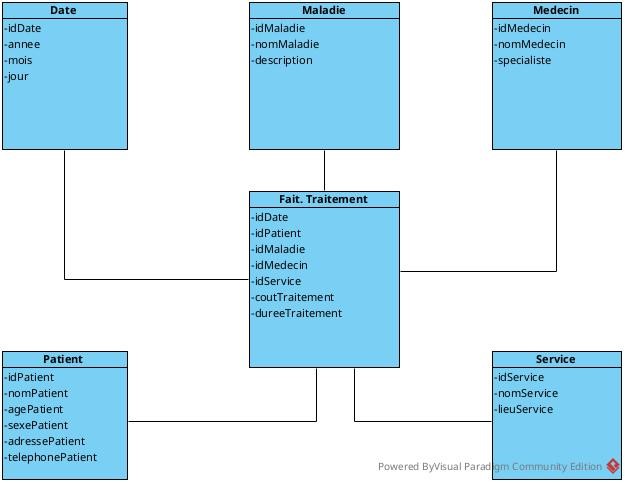 Date
-idDate
-annee
-mois
-jour
Maladie
-idMaladie
-nomMaladie
-description
Medecin
-idMedecin
-nomMedecin
-specialiste
Fait. Traitement
-idDate
-idPatient
-idMaladie
-idMedecin
-idService
-coutTraitement
-dureeTraitement
Patient
-idPatient
-nomPatient
-agePatient
-sexePatient
-adressePatient
-telephonePatient
Service
-idService
-nomService
-lieuService
Powered ByVisual Paradigm Community Edition